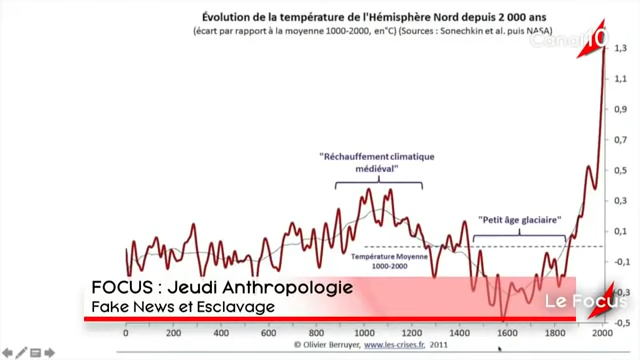 Évolution de la température de l'Hémisphère Nord depuis 2 000 ans
(écart par rapport à la moyenne 1000-2000, en°C) (Sources : Sonechkin et al. puis NASA)
Canal 10
1,3
1,1
0,9
0,7
"Réchauffement climatique
médiéval"
0,5
0,3
"Petit âge glaciaire"
0,1
Température Moyenne
1000-2000
-0,1
FOCUS : Jeudi Anthropologie
Fake News et Esclavage
Le Focus
-0,3
-0,5
0 200 400 600 800 1000 1200 1400 1600 1800 2000
© Olivier Berruyer, www.les-crises.fr, 2011